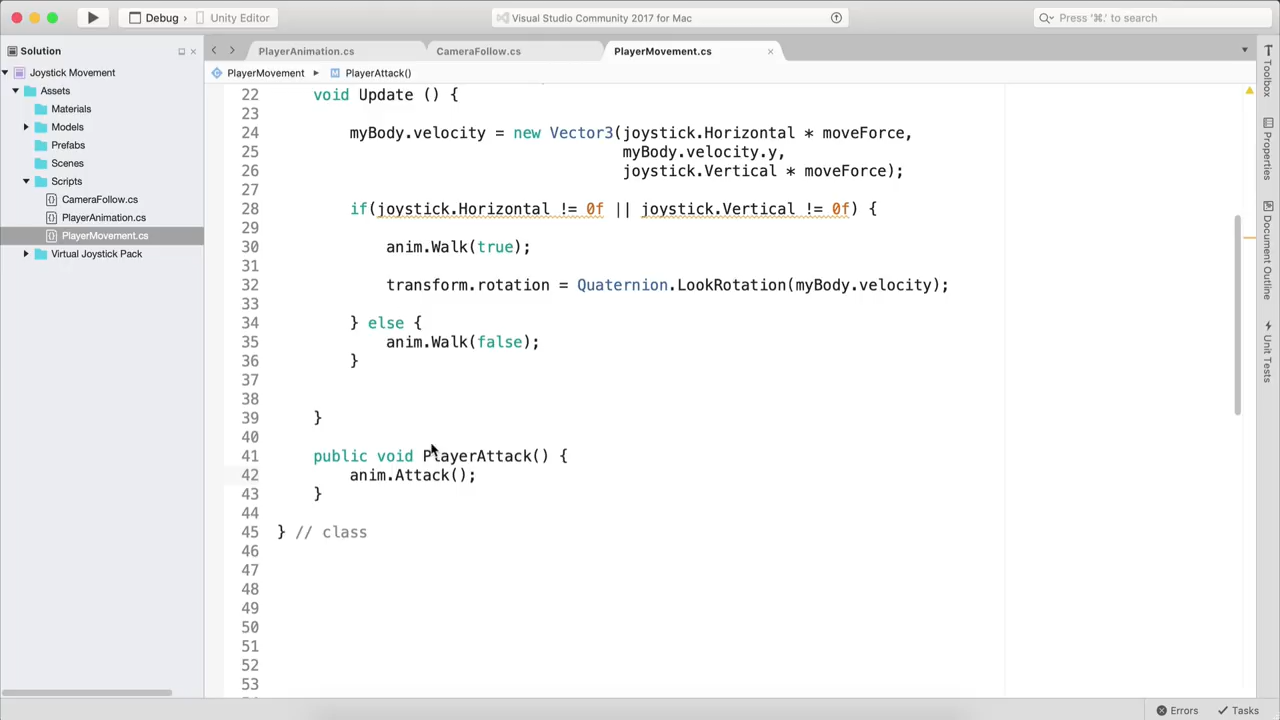 Debug › Unity Editor
Visual Studio Community 2017 for Mac
Press '⌘.' to search
Solution
PlayerAnimation.cs
CameraFollow.cs
PlayerMovement.cs
Joystick Movement
Assets
Materials
Models
Prefabs
Scenes
Scripts
CameraFollow.cs
PlayerAnimation.cs
PlayerMovement.cs
Virtual Joystick Pack
PlayerMovement ▸ M PlayerAttack()
22 void Update () {
23
24 myBody.velocity = new Vector3(joystick.Horizontal * moveForce,
25 myBody.velocity.y,
26 joystick.Vertical * moveForce);
27
28 if(joystick.Horizontal != 0f || joystick.Vertical != 0f) {
29
30 anim.Walk(true);
31
32 transform.rotation = Quaternion.LookRotation(myBody.velocity);
33
34 } else {
35 anim.Walk(false);
36 }
37
38
39 }
40
41 public void PlayerAttack() {
42 anim.Attack();
43 }
44
45 } // class
46
47
48
49
50
51
52
53
Toolbox
Properties
Document Outline
Unit Tests
Errors
Tasks